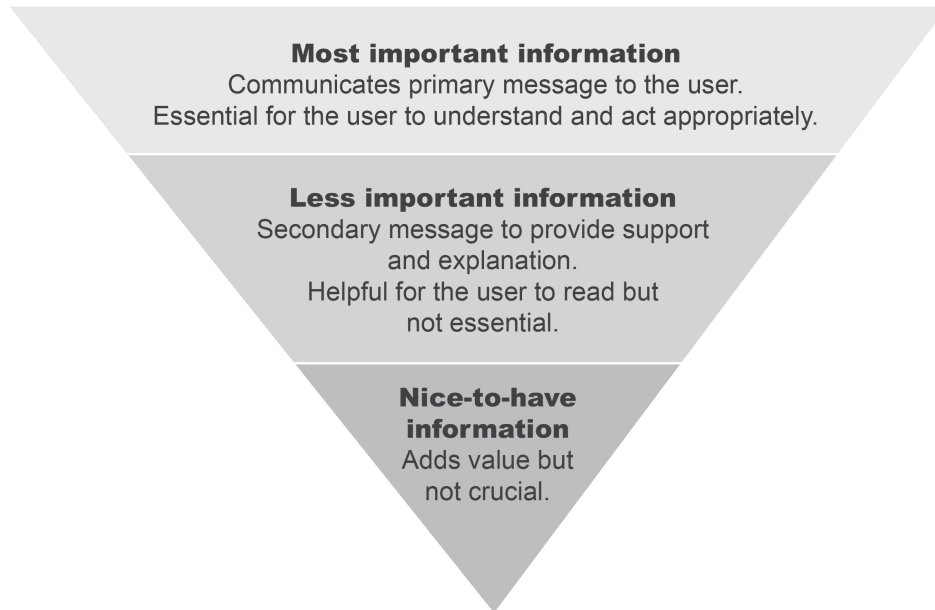 Most important information
Communicates primary message to the user.
Essential for the user to understand and act appropriately.
Less important information
Secondary message to provide support
and explanation.
Helpful for the user to read but
not essential.
Nice-to-have
information
Adds value but
not crucial.